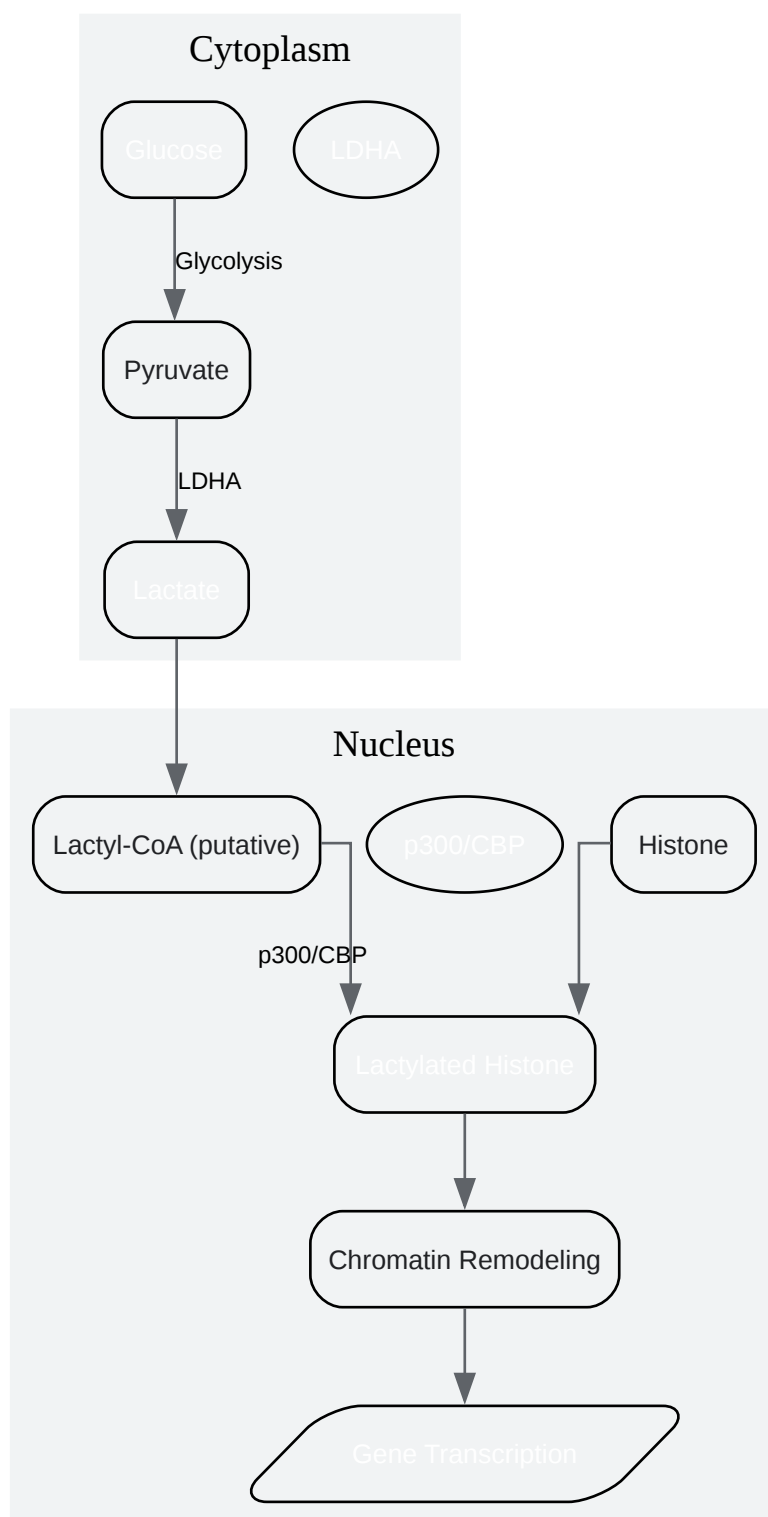 Cytoplasm
Glucose
LDHA
Glycolysis
Pyruvate
LDHA
Lactate
Nucleus
Lactyl-CoA (putative)
p300/CBP
Histone
p300/CBP
Lactylated Histone
Chromatin Remodeling
Gene Transcription